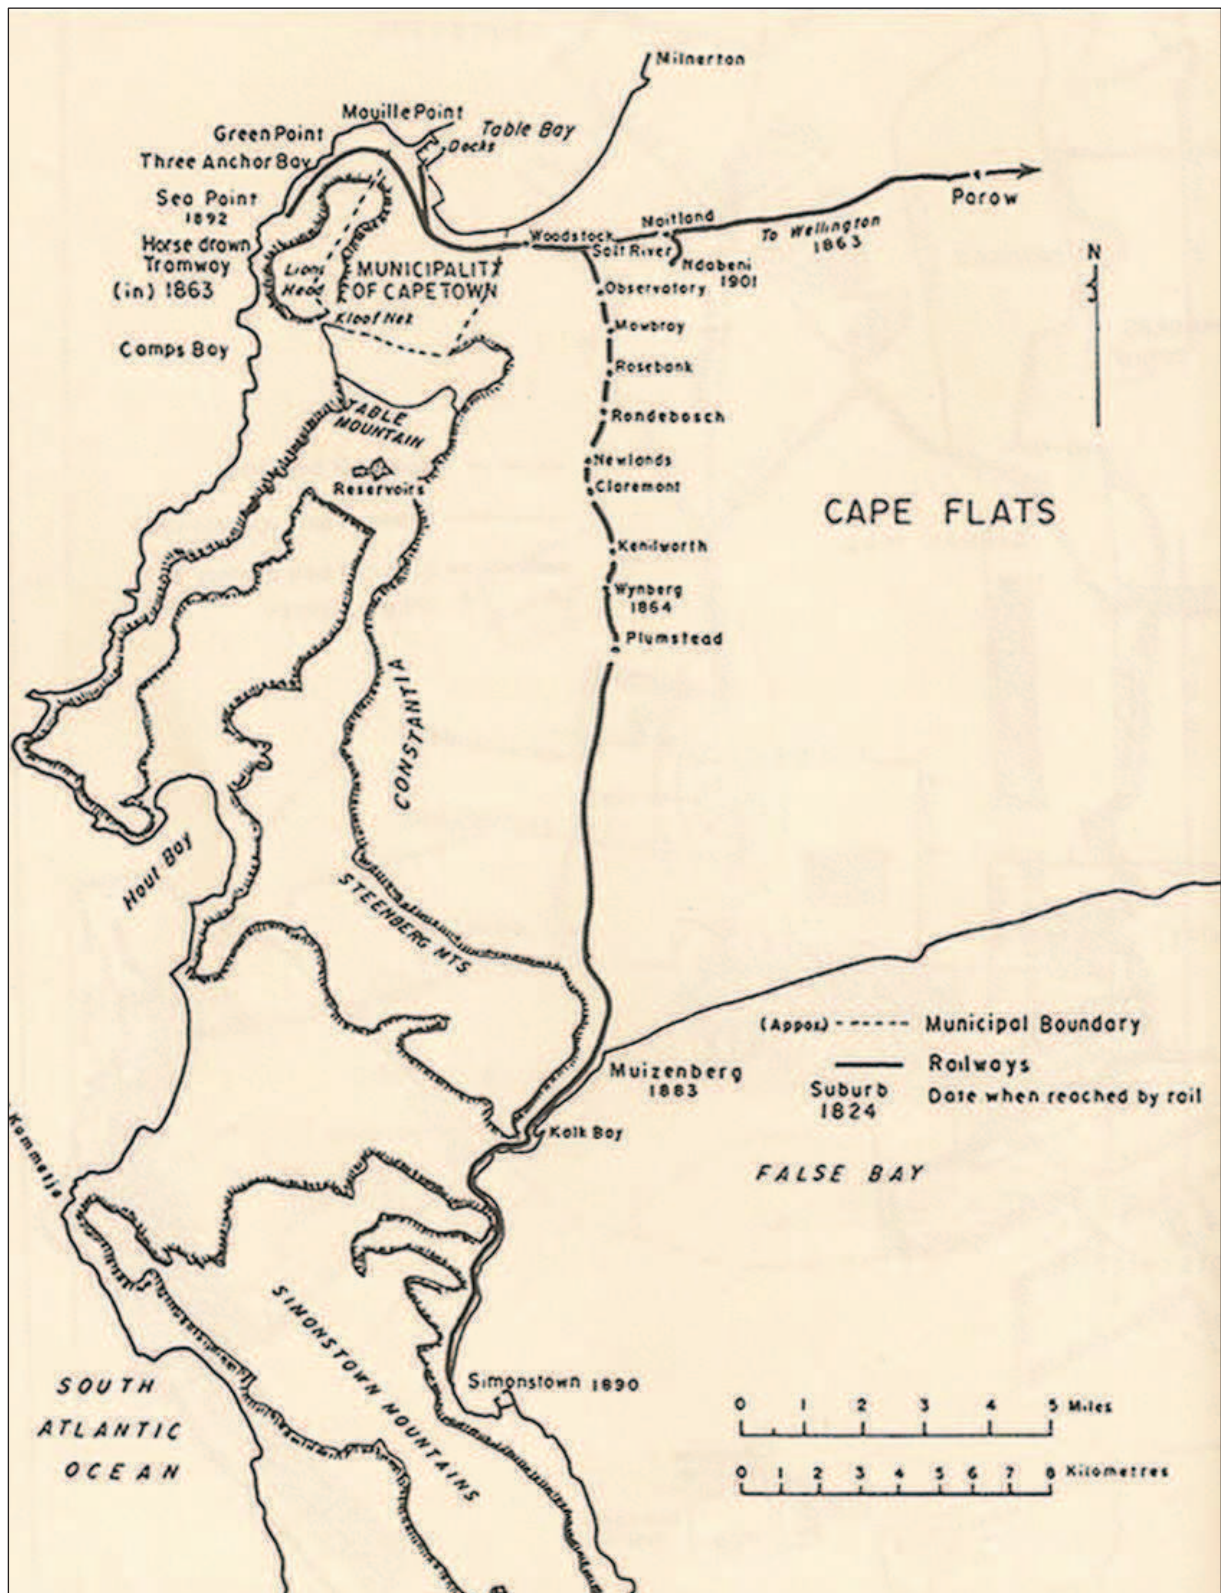 Milnerton
Mouille Point
Green Point
Table Bay
Docks
Three Anchor Bay
Sea Point
1892
Parow
Maitland
To Wellington
1863
Woodstock
Salt River
Horse drawn
Tramway
(in) 1863
Lions
Head
MUNICIPALITY
OF CAPETOWN
Ndabeni
1901
N
Observatory
Kloof Nek
Mowbray
Camps Bay
Rosebank
TABLE
MOUNTAIN
Rondebosch
Newlands
Reservoirs
Claremont
CAPE FLATS
Kenilworth
Wynberg
1864
Plumstead
CONSTANTIA
Hout Bay
STEENBERG MTS
(Appox.) Municipal Boundary
Railways
Muizenberg
1883
Suburb
1824
Date when reached by rail
Kalk Bay
Kommetjie
FALSE BAY
SIMONSTOWN MOUNTAINS
Simonstown 1890
SOUTH
ATLANTIC
OCEAN
0 1 2 3 4 5 Miles
0 1 2 3 4 5 6 7 8 Kilometres